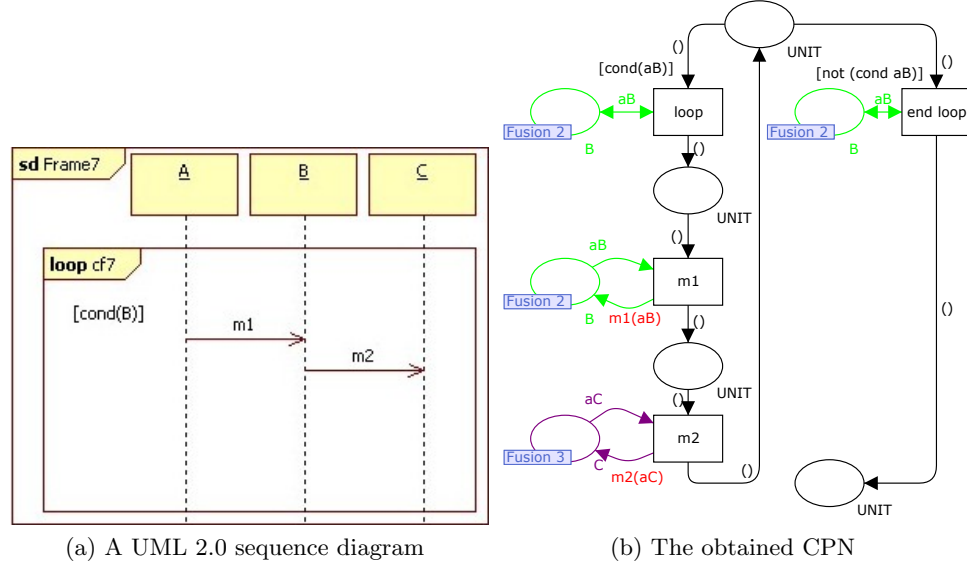 sd Frame7
A
B
C
loop cf7
[cond(B)]
m1
m2
(a) A UML 2.0 sequence diagram
UNIT
()
()
[cond(aB)]
[not (cond aB)]
aB
loop
Fusion 2
B
aB
end loop
Fusion 2
B
()
UNIT
()
aB
m1
Fusion 2
B
m1(aB)
()
()
UNIT
()
aC
m2
Fusion 3
C
m2(aC)
()
UNIT
(b) The obtained CPN